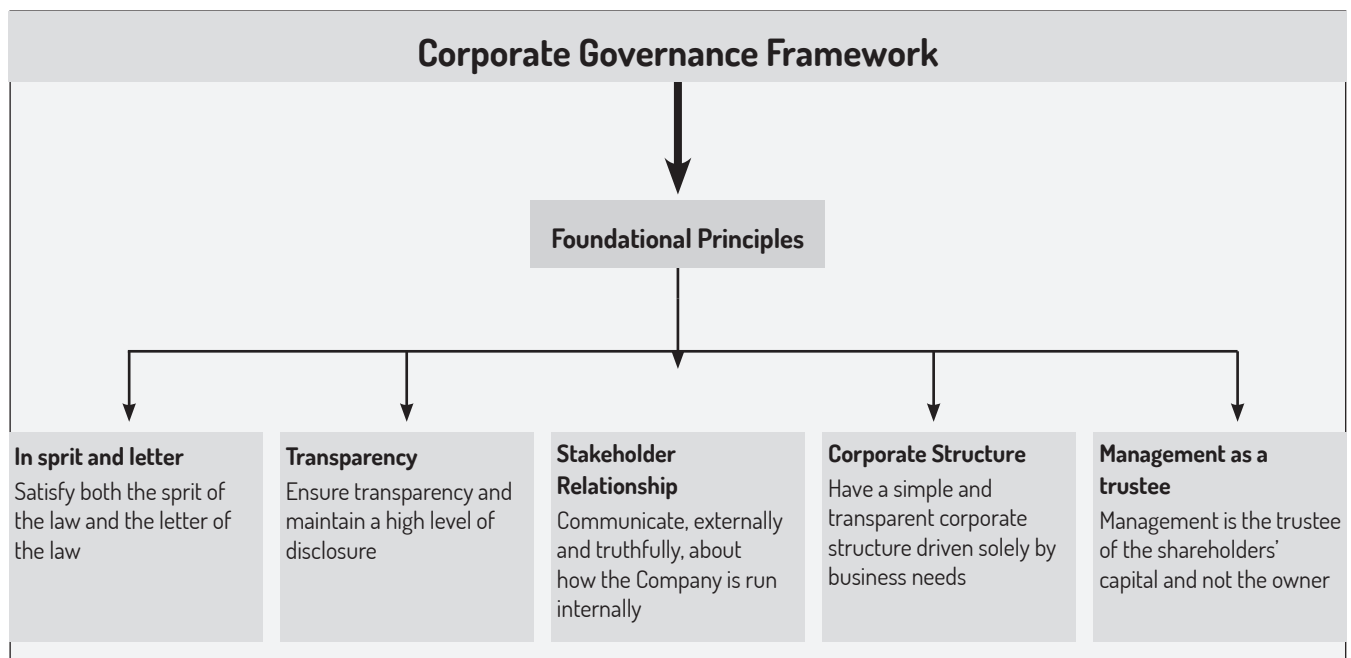 Corporate Governance Framework
Foundational Principles
In sprit and letter
Satisfy both the sprit of
the law and the letter of
the law
Transparency
Ensure transparency and
maintain a high level of
disclosure
Stakeholder
Relationship
Communicate, externally
and truthfully, about
how the Company is run
internally
Corporate Structure
Have a simple and
transparent corporate
structure driven solely by
business needs
Management as a
trustee
Management is the trustee
of the shareholders’
capital and not the owner